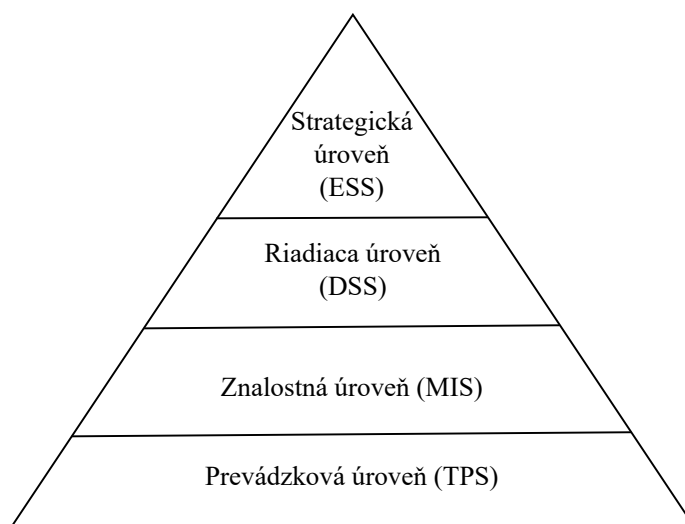 Strategická
úroveň
(ESS)
Riadiaca úroveň
(DSS)
Znalostná úroveň (MIS)
Prevádzková úroveň (TPS)